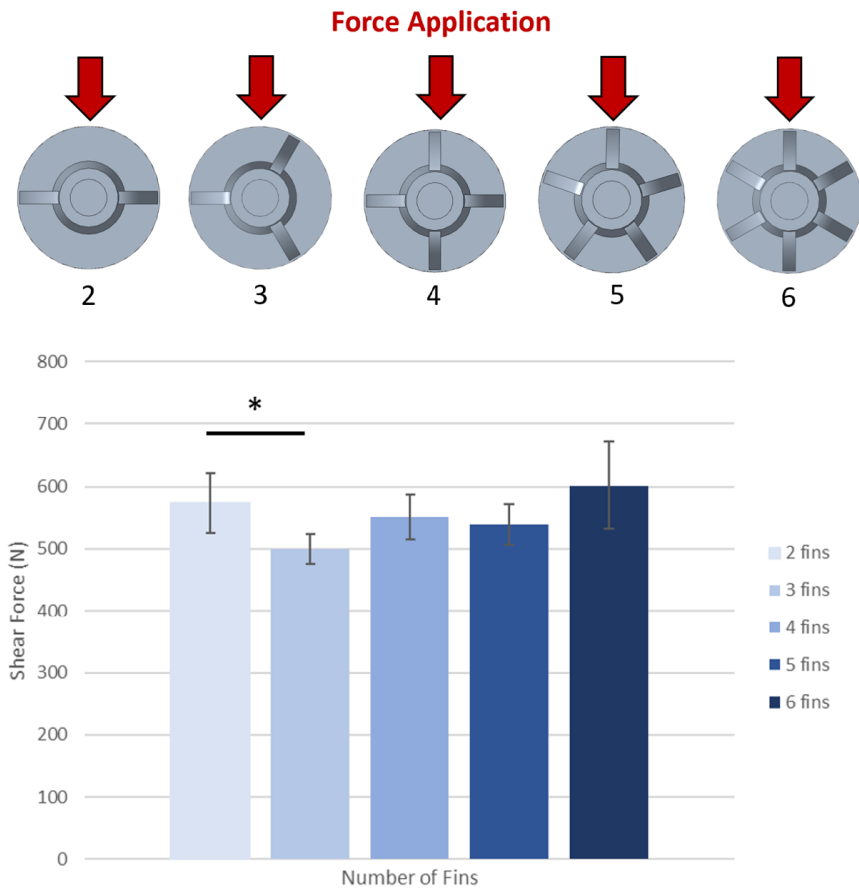 Force Application
2 3 4 5 6
800
700
*
600
500
400
300
200
100
0
Shear Force (N)
Number of Fins
2 fins
3 fins
4 fins
5 fins
6 fins